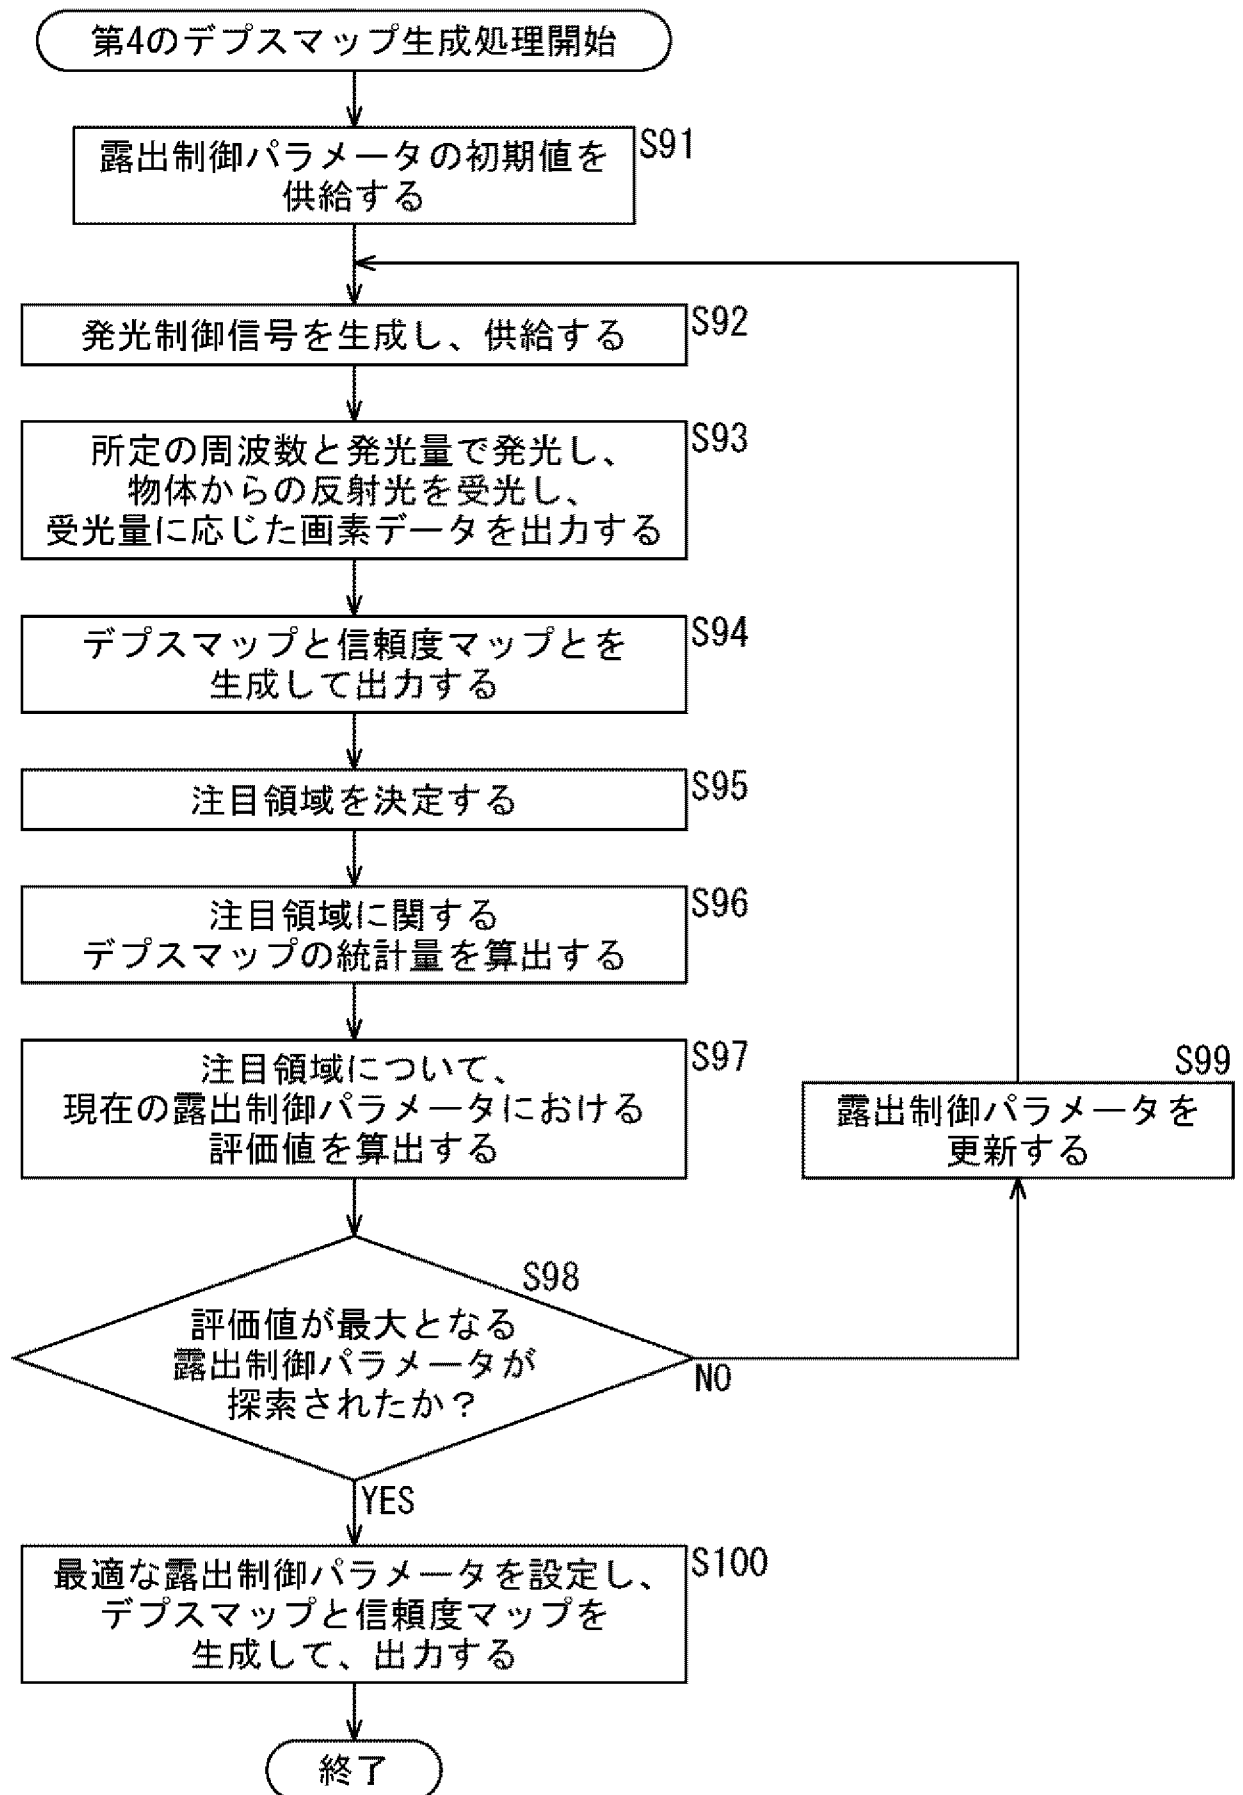 第4のデプスマップ生成処理開始
S91
露出制御パラメータの初期値を
供給する
S92
発光制御信号を生成し、供給する
S93
所定の周波数と発光量で発光し、
物体からの反射光を受光し、
受光量に応じた画素データを出力する
S94
デプスマップと信頼度マップとを
生成して出力する
S95
注目領域を決定する
S96
注目領域に関する
デプスマップの統計量を算出する
S97
注目領域について、
現在の露出制御パラメータにおける
評価値を算出する
S99
露出制御パラメータを
更新する
S98
評価値が最大となる
露出制御パラメータが
探索されたか？
NO
YES
S100
最適な露出制御パラメータを設定し、
デプスマップと信頼度マップを
生成して、出力する
終了